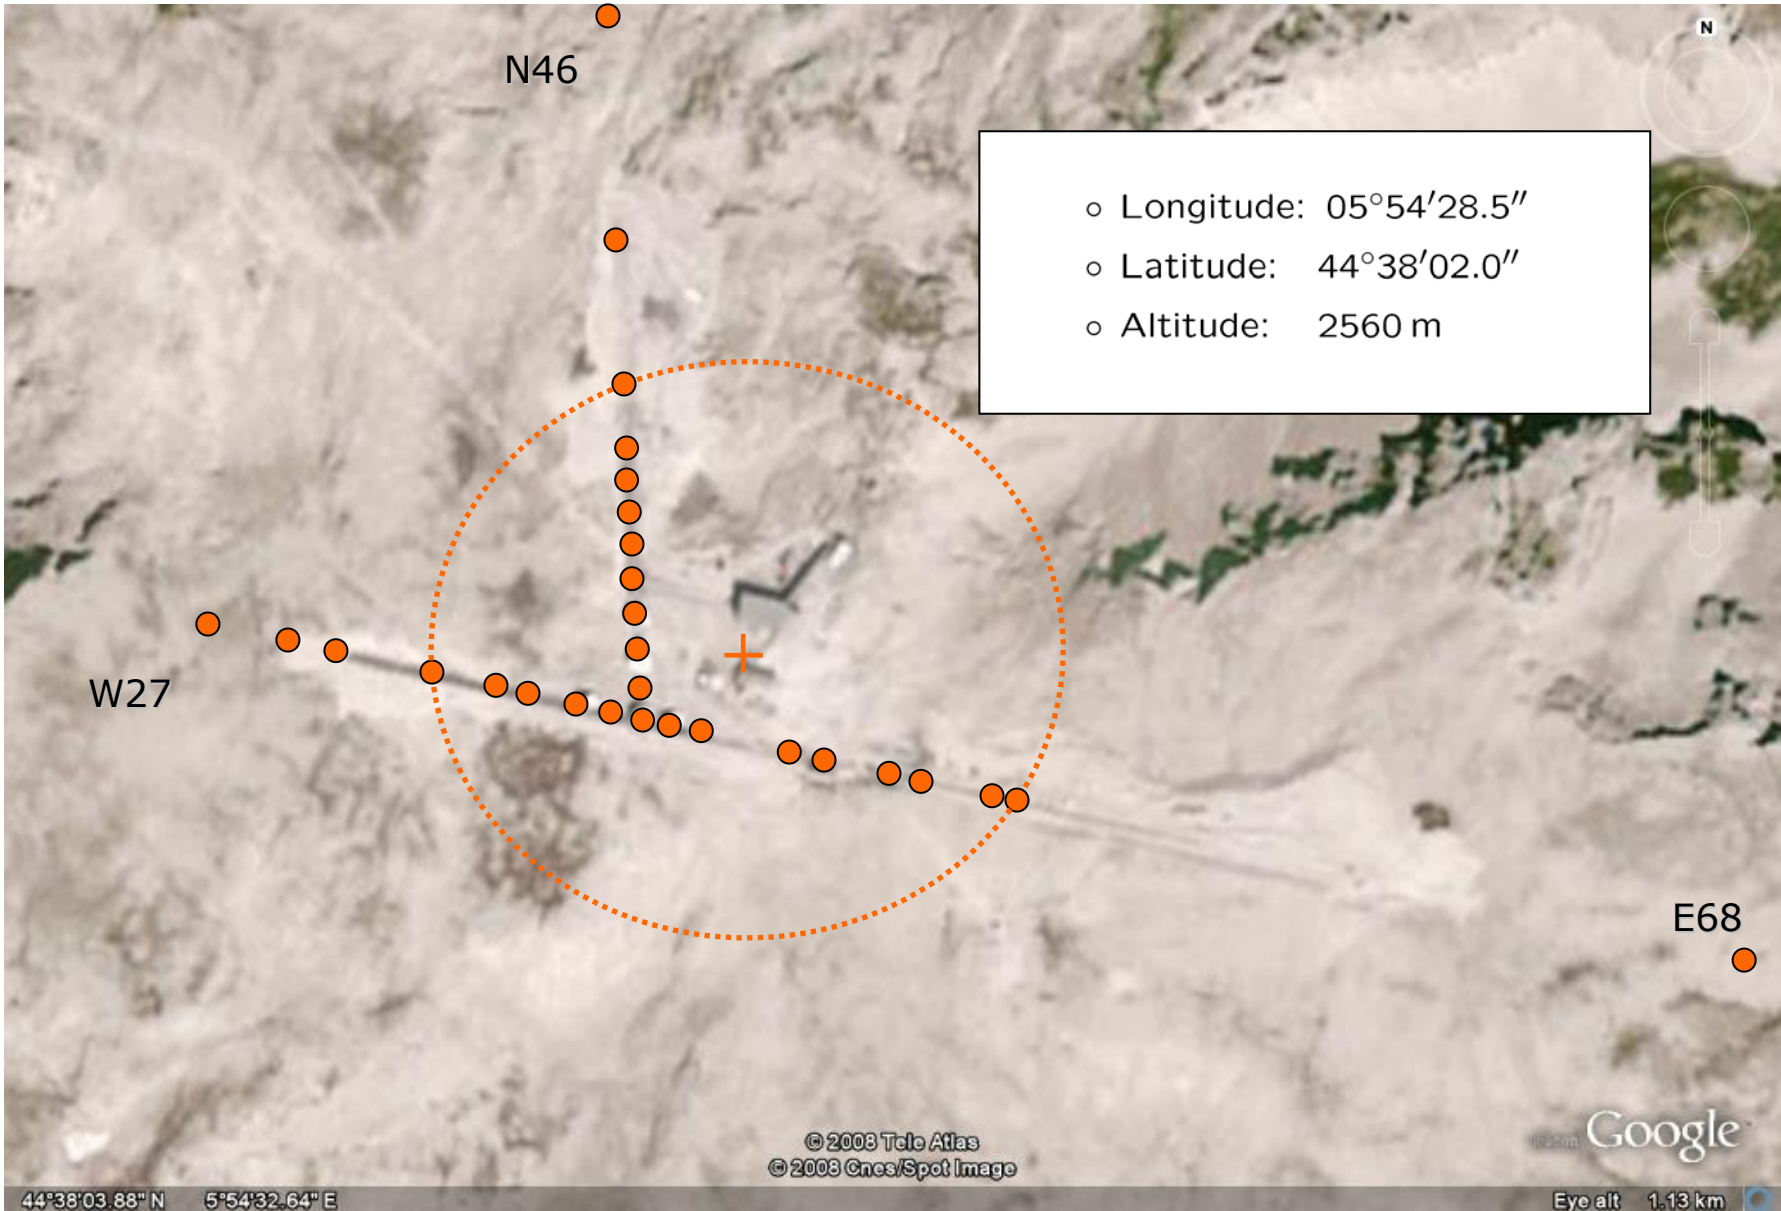 N46
N
○ Longitude: 05°54′28.5″
○ Latitude: 44°38′02.0″
○ Altitude: 2560 m
W27
E68
Google
© 2008 Tele Atlas
© 2008 Cnes/Spot Image
44°38'03.88" N 5°54'32.64" E Eye alt 1.13 km